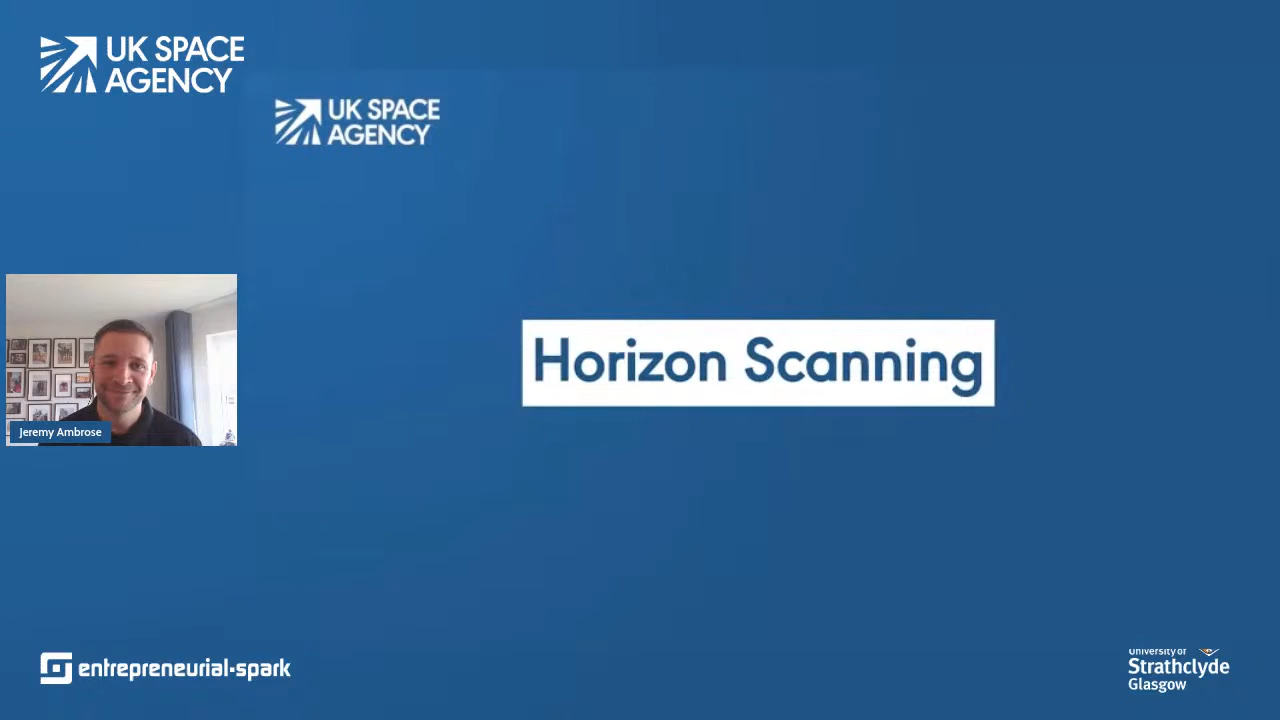 UK SPACE
AGENCY
UK SPACE
AGENCY
Horizon Scanning
Jeremy Ambrose
entrepreneurial-spark
University of
Strathclyde
Glasgow